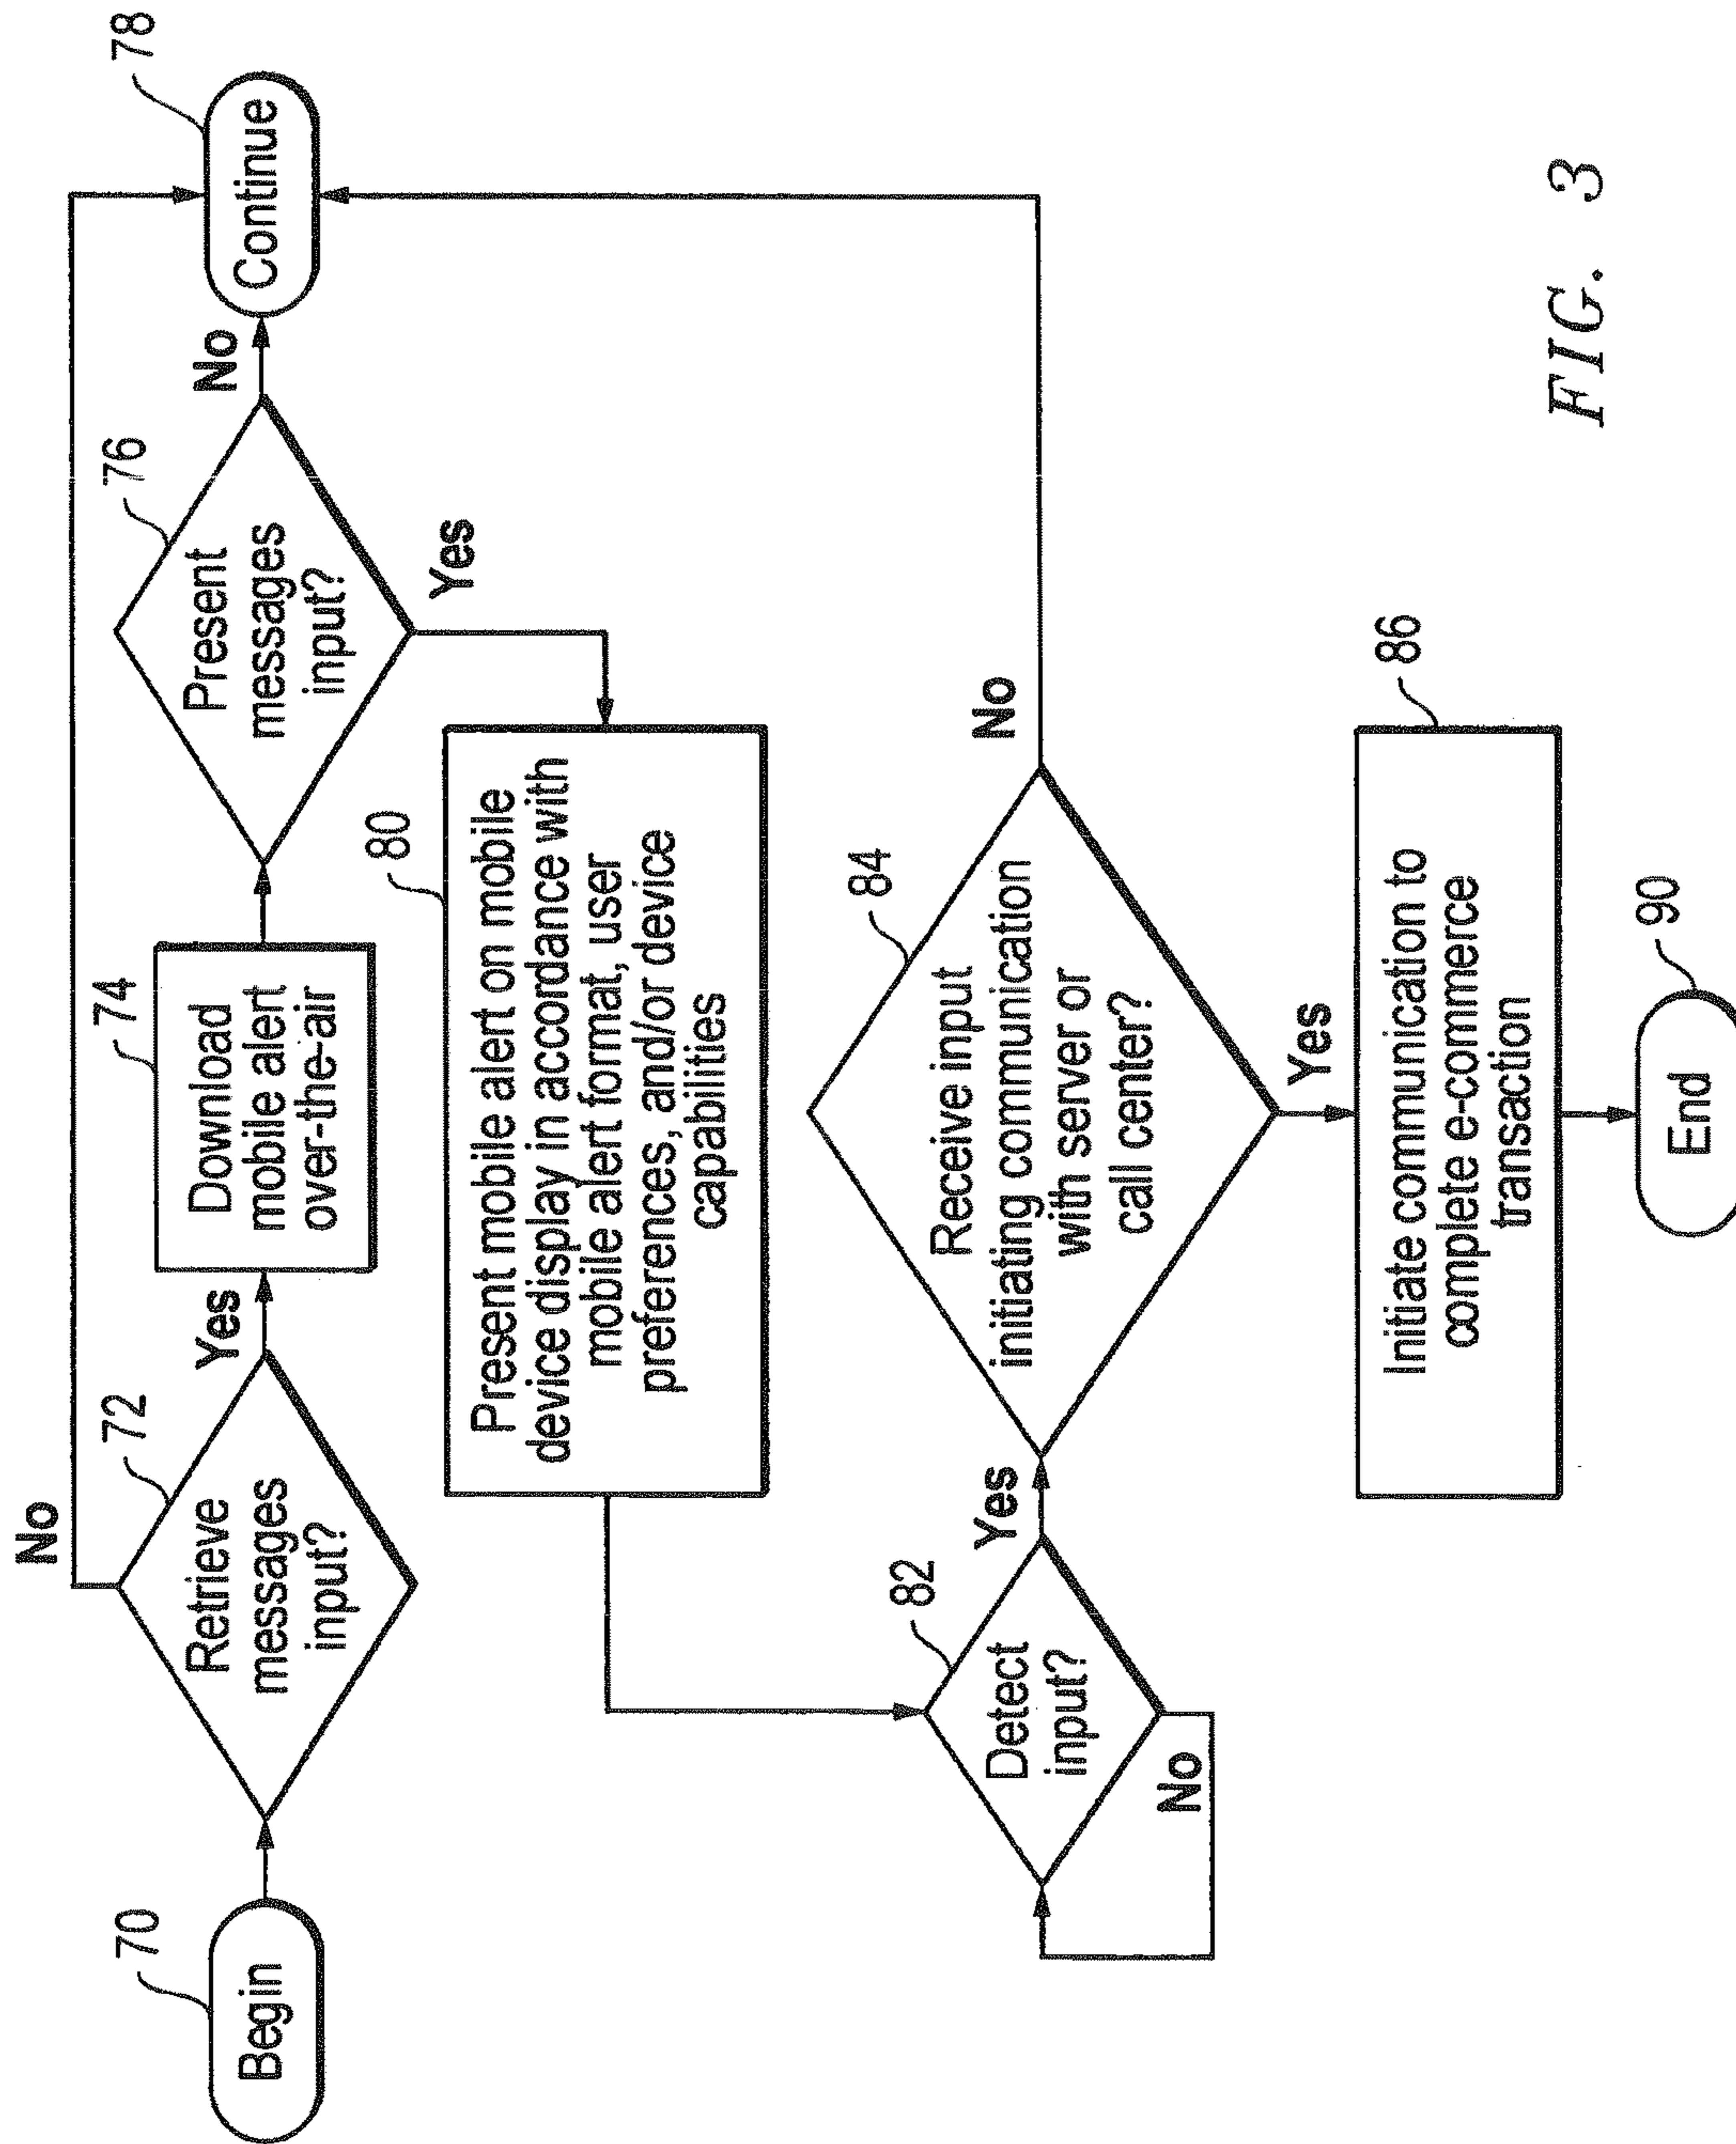 70
Begin
72
Retrieve
messages
input?
No
Yes
74
Download
mobile alert
over-the-air
76
Present
messages
input?
No
Yes
78
Continue
80
Present mobile alert on mobile
device display in accordance with
mobile alert format, user
preferences, and/or device
capabilities
82
Detect
input?
No
Yes
84
Receive input
initiating communication
with server or
call center?
No
Yes
86
Initiate communication to
complete e-commerce
transaction
90
End
FIG. 3